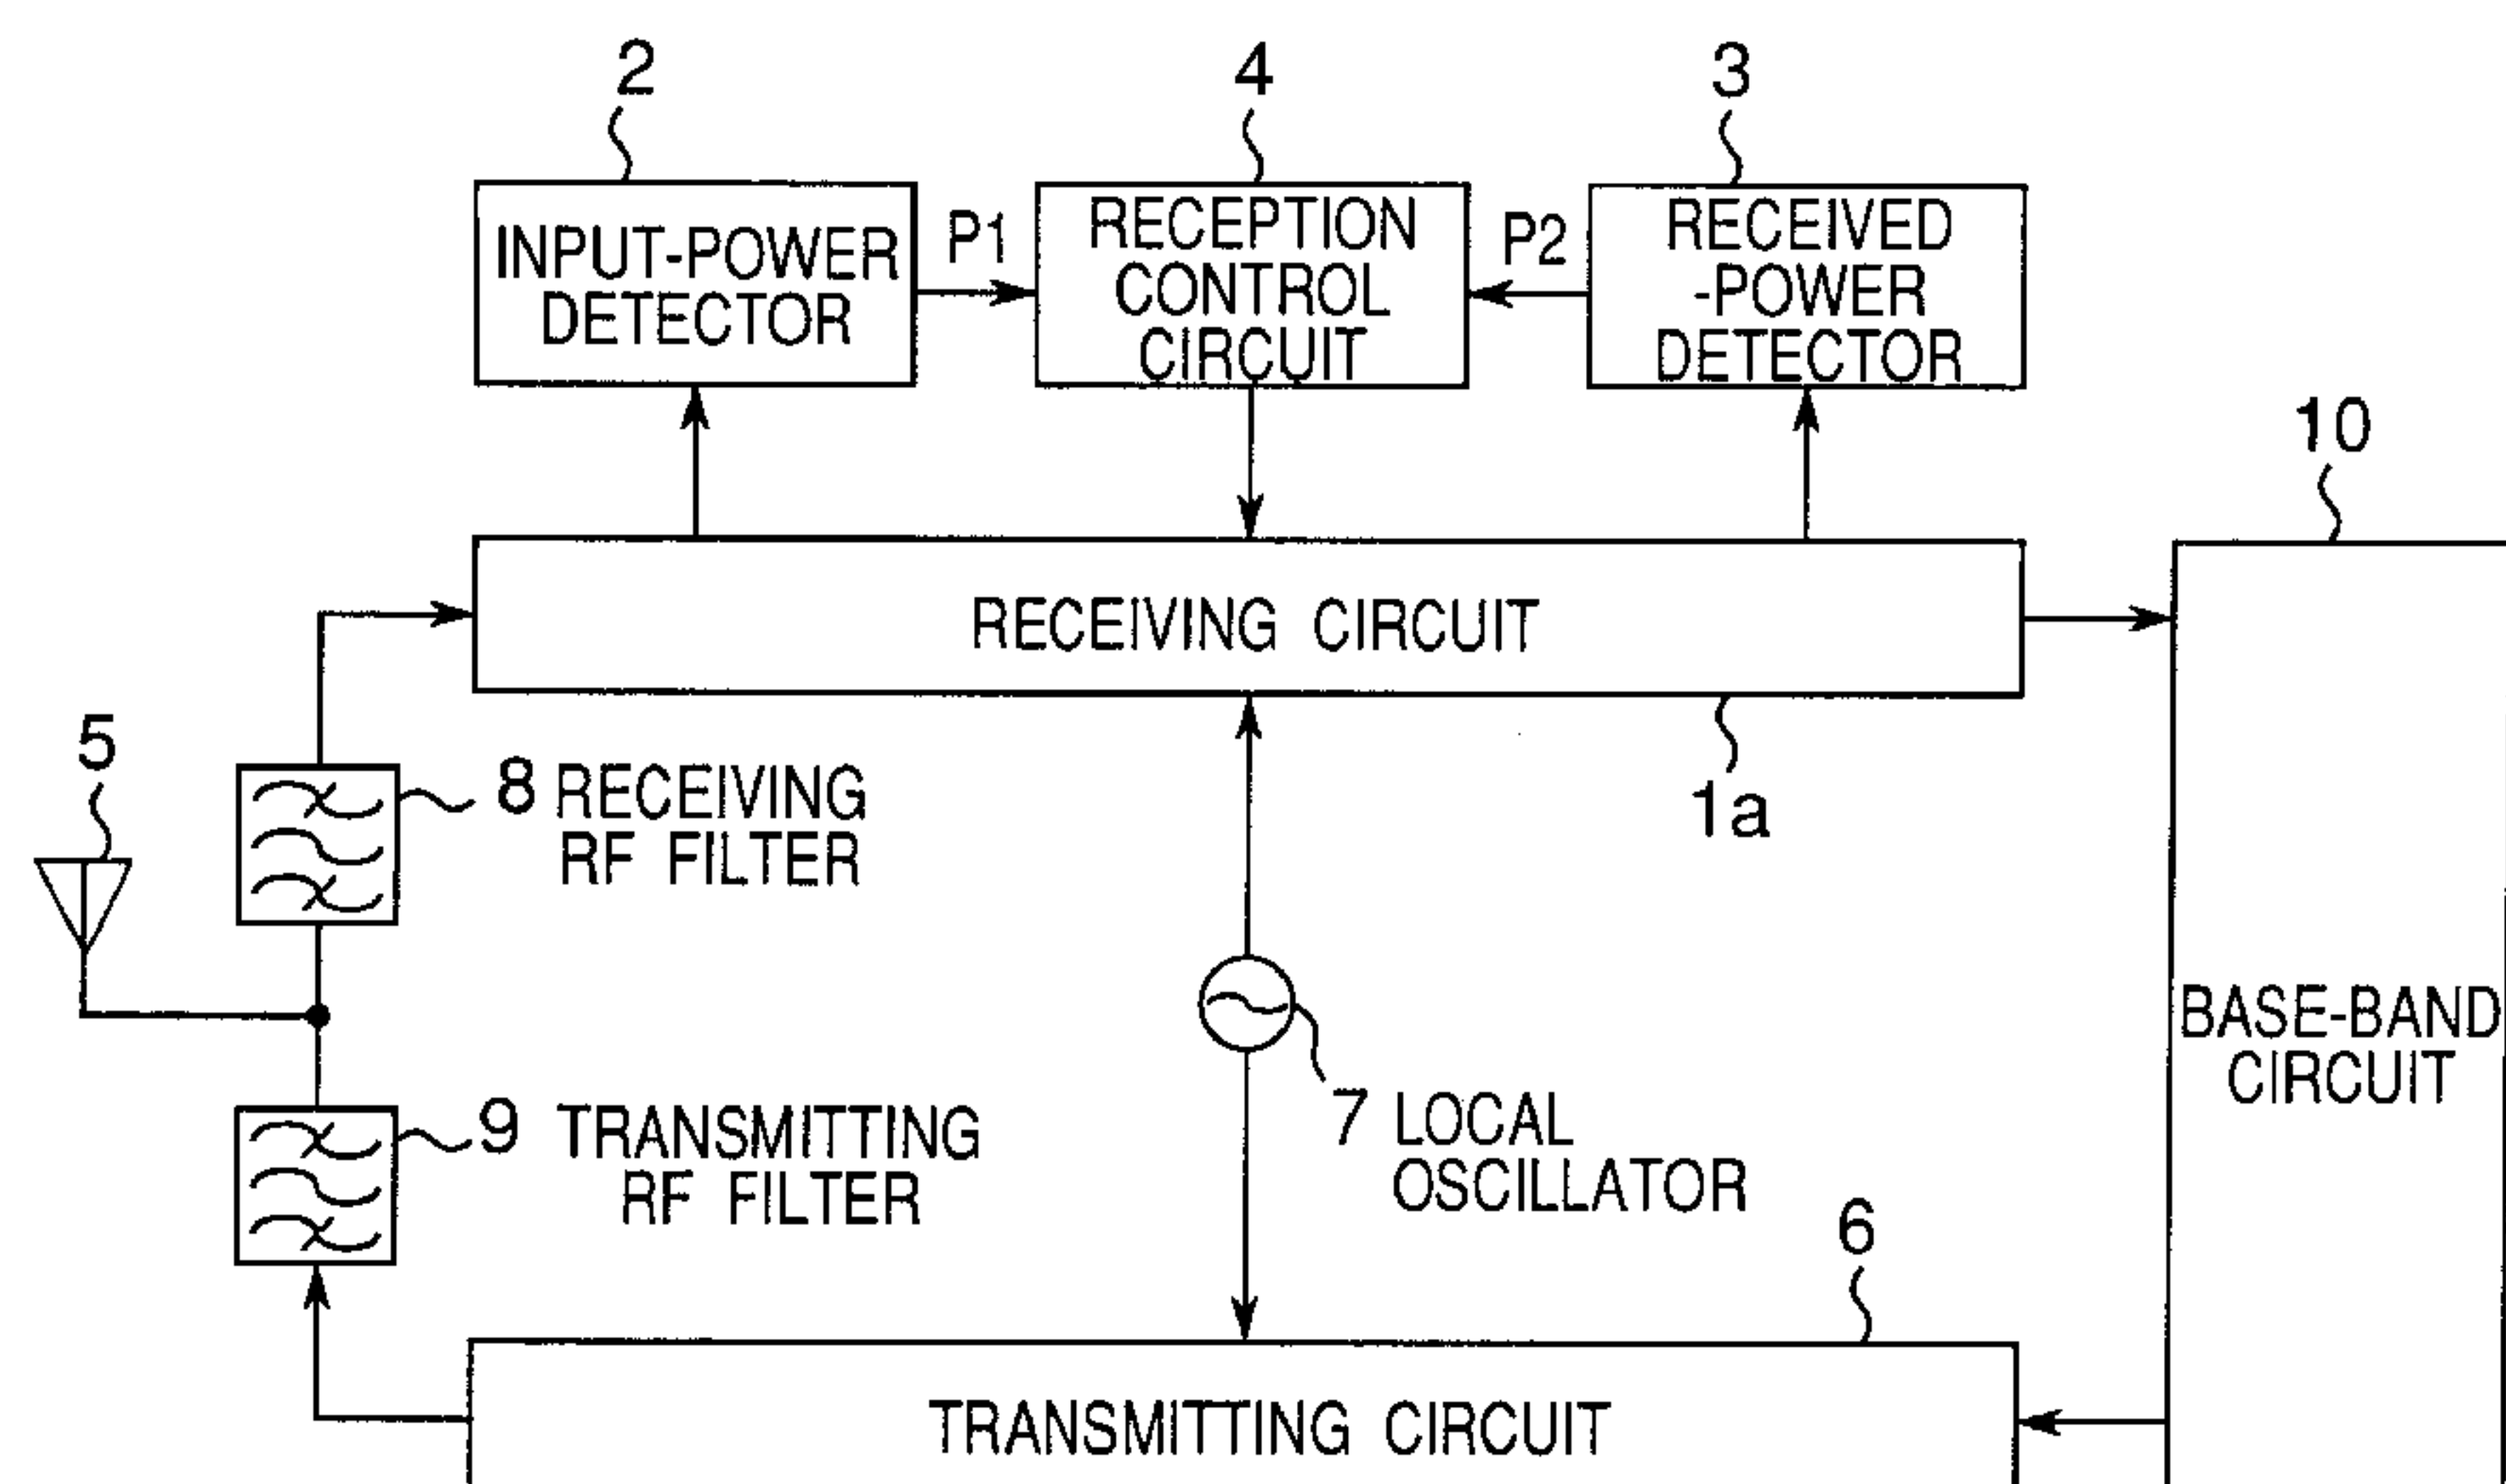 2
4
3
INPUT-POWER
DETECTOR
P1
RECEPTION
CONTROL
CIRCUIT
P2
RECEIVED
-POWER
DETECTOR
10
RECEIVING CIRCUIT
1a
5
8 RECEIVING
RF FILTER
BASE-BAND
CIRCUIT
9 TRANSMITTING
RF FILTER
7 LOCAL
OSCILLATOR
6
TRANSMITTING CIRCUIT